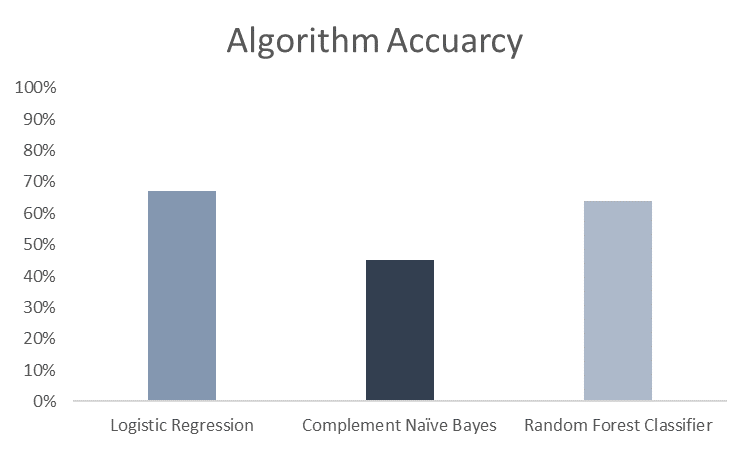 Algorithm Accuarcy
100%
90%
80%
70%
60%
50%
40%
30%
20%
10%
0%
Logistic Regression
Complement Naïve Bayes
Random Forest Classifier